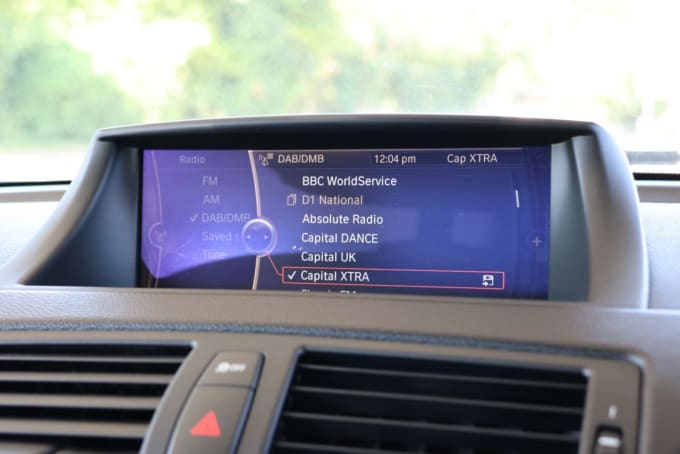 Radio
DAB/DMB 12:04 pm Cap XTRA
FM
AM
DAB/DMB
Saved
Tone
BBC WorldService
D1 National
Absolute Radio
Capital DANCE
Capital UK
Capital XTRA
OFF